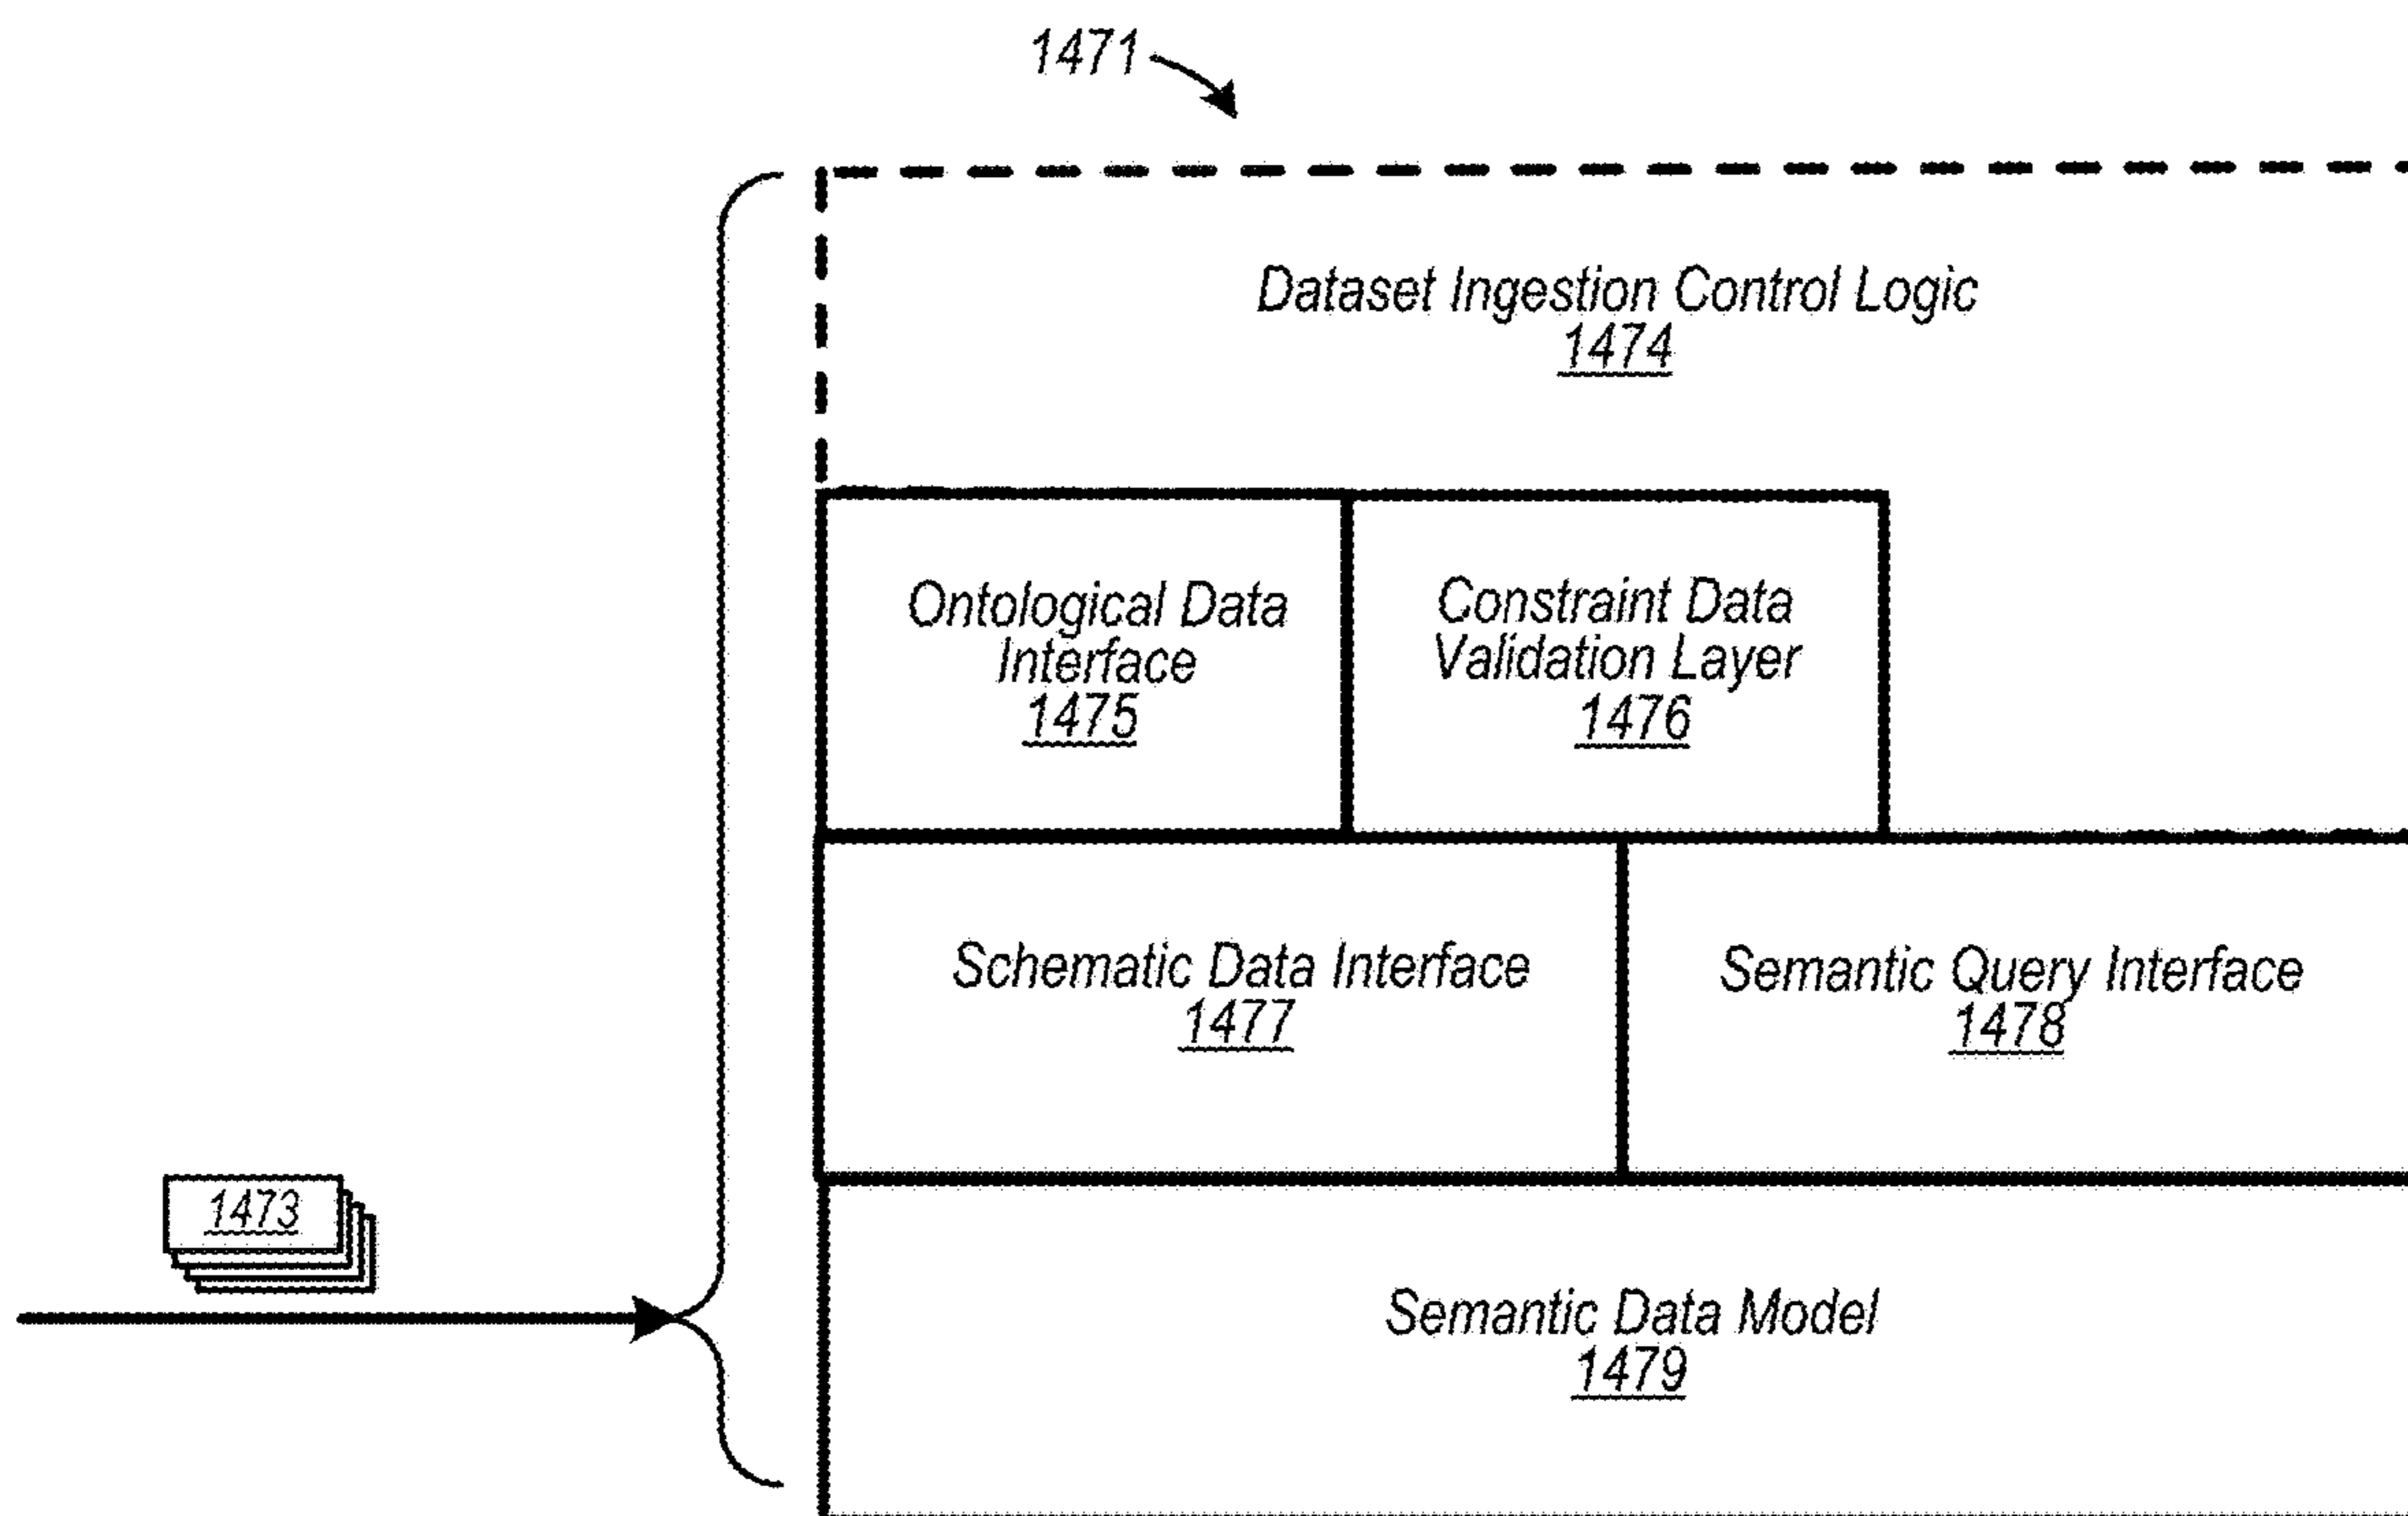 1471
Dataset Ingestion Control Logic
1474
Ontological Data
Interface
1475
Constraint Data
Validation Layer
1476
Schematic Data Interface
1477
Semantic Query Interface
1478
1473
Semantic Data Model
1479